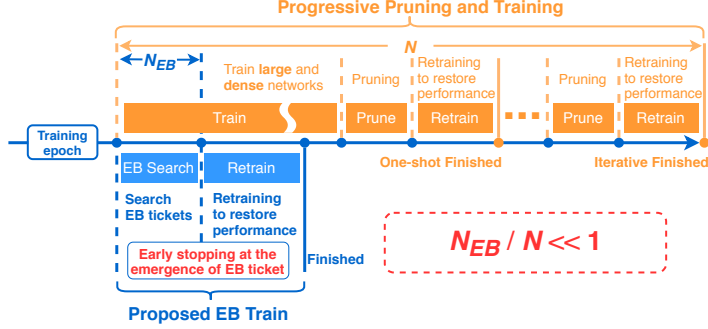 Progressive Pruning and Training
N
N_EB
Train large and
dense networks
Pruning
Retraining
to restore
performance
Pruning
Retraining
to restore
performance
Train
Prune
Retrain
Prune
Retrain
Training
epoch
One-shot Finished
Iterative Finished
EB Search
Retrain
Search
EB tickets
Retraining
to restore
performance
Early stopping at the
emergence of EB ticket
Finished
N_EB / N << 1
Proposed EB Train